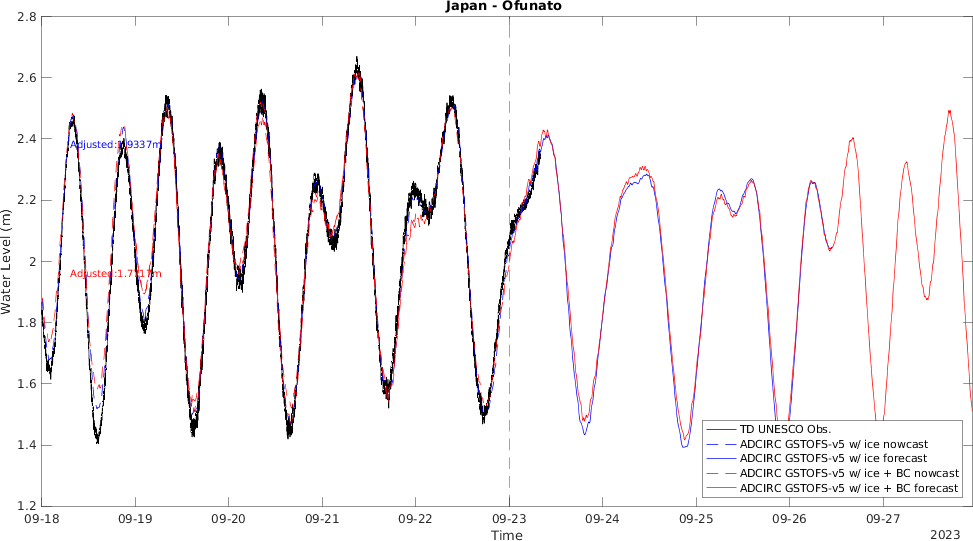 Japan - Ofunato
2.8
2.6
2.4
2.2
2
1.8
1.6
1.4
1.2
Water Level (m)
Adjusted:1.9337m
Adjusted:1.7717m
TD UNESCO Obs.
ADCIRC GSTOFS-v5 w/ ice nowcast
ADCIRC GSTOFS-v5 w/ ice forecast
ADCIRC GSTOFS-v5 w/ ice + BC nowcast
ADCIRC GSTOFS-v5 w/ ice + BC forecast
09-18 09-19 09-20 09-21 09-22 09-23 09-24 09-25 09-26 09-27
Time
2023